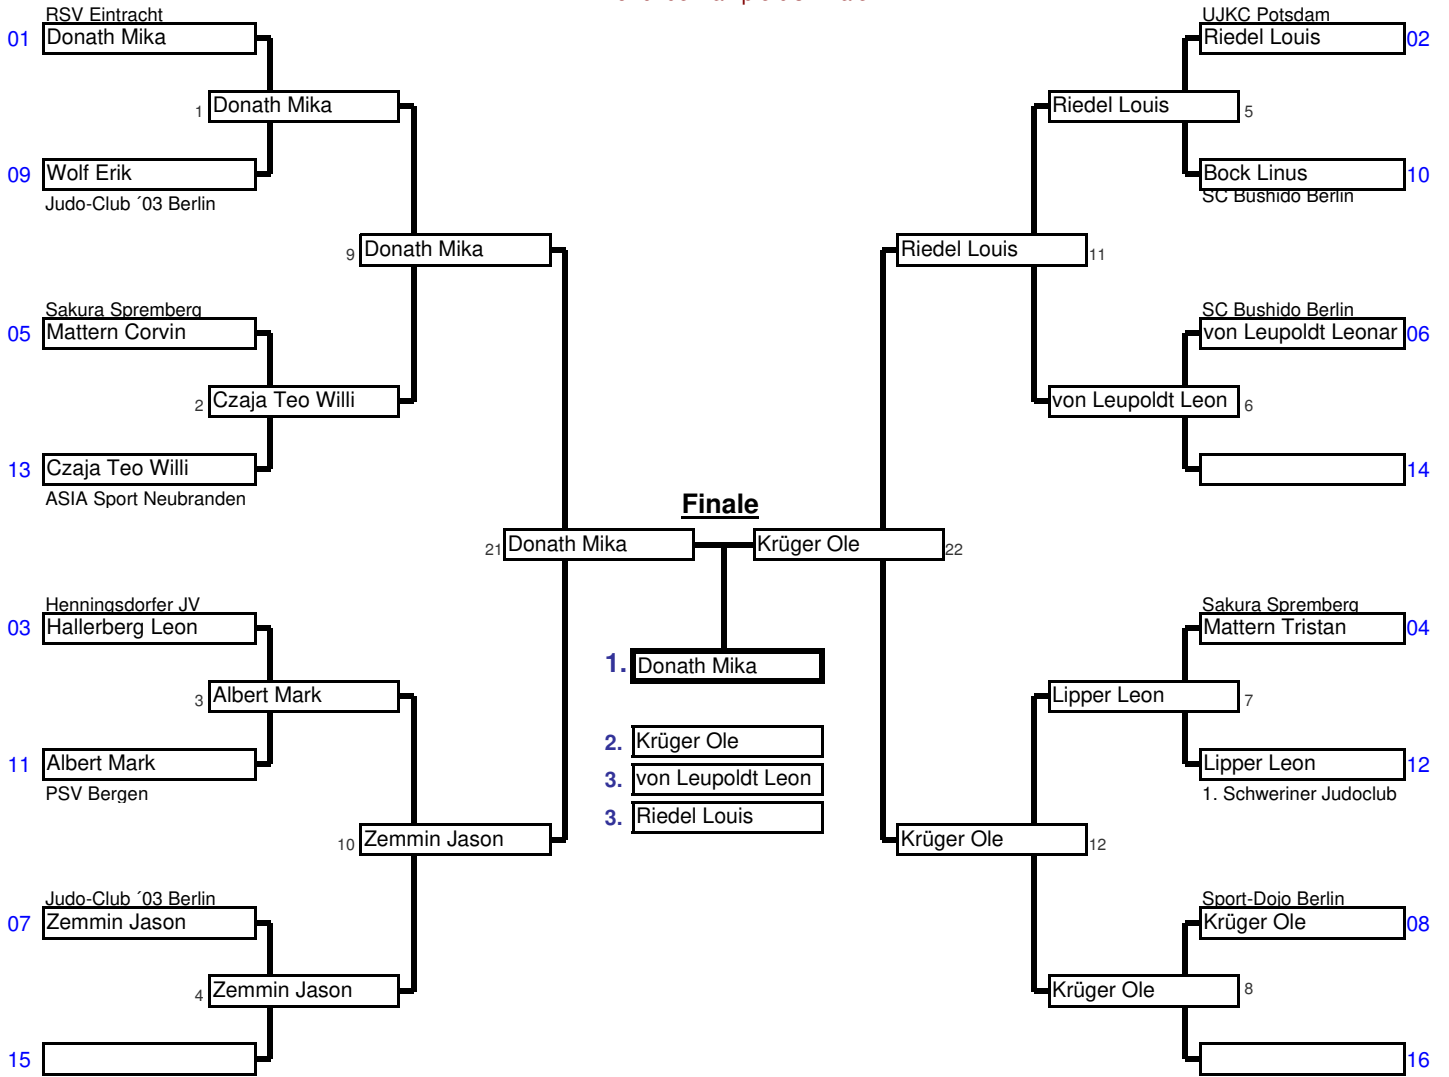 RSV Eintracht
01 Donath Mika
1 Donath Mika
09 Wolf Erik
Judo-Club ´03 Berlin
9 Donath Mika
Sakura Spremberg
05 Mattern Corvin
2 Czaja Teo Willi
13 Czaja Teo Willi
ASIA Sport Neubranden
21 Donath Mika
Henningsdorfer JV
03 Hallerberg Leon
3 Albert Mark
11 Albert Mark
PSV Bergen
10 Zemmin Jason
Judo-Club ´03 Berlin
07 Zemmin Jason
4 Zemmin Jason
15
Finale
1. Donath Mika
2. Krüger Ole
3. von Leupoldt Leon
3. Riedel Louis
UJKC Potsdam
Riedel Louis 02
Riedel Louis 5
Bock Linus 10
SC Bushido Berlin
Riedel Louis 11
SC Bushido Berlin
von Leupoldt Leonar 06
von Leupoldt Leon 6
14
Krüger Ole 22
Sakura Spremberg
Mattern Tristan 04
Lipper Leon 7
Lipper Leon 12
1. Schweriner Judoclub
Krüger Ole 12
Sport-Dojo Berlin
Krüger Ole 08
Krüger Ole 8
16